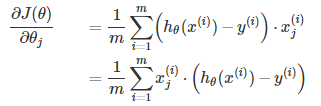 ∂J(θ)/∂θ_j = 1/m ∑_{i=1}^{m} (h_θ(x^{(i)}) − y^{(i)}) · x_j^{(i)}
= 1/m ∑_{i=1}^{m} x_j^{(i)} · (h_θ(x^{(i)}) − y^{(i)})